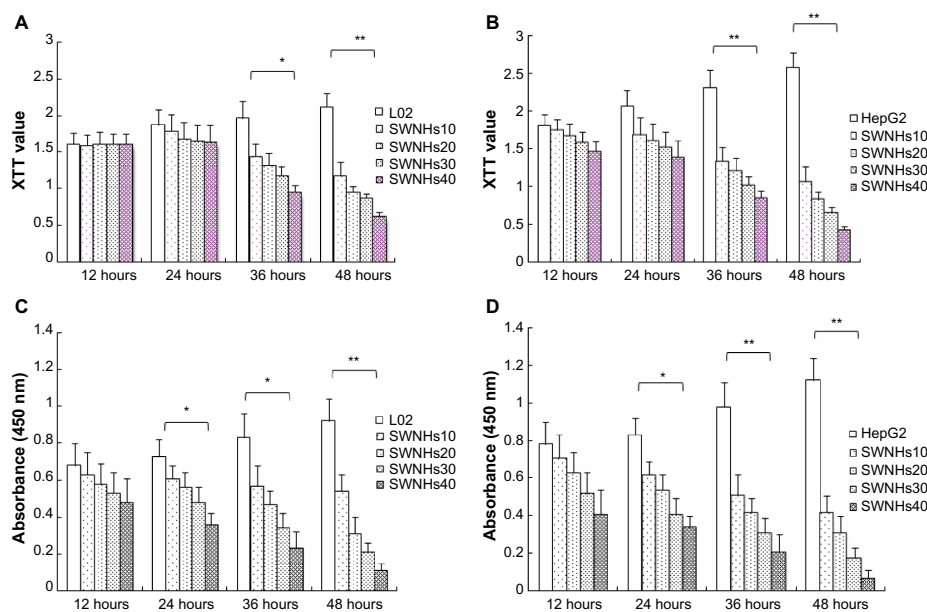 A
XTT value
3
2.5
2
1.5
1
0.5
0
*
**
L02
SWNHs10
SWNHs20
SWNHs30
SWNHs40
12 hours 24 hours 36 hours 48 hours
B
XTT value
3
2.5
2
1.5
1
0.5
0
**
**
HepG2
SWNHs10
SWNHs20
SWNHs30
SWNHs40
12 hours 24 hours 36 hours 48 hours
C
Absorbance (450 nm)
1.4
1.2
1
0.8
0.6
0.4
0.2
0
*
*
**
L02
SWNHs10
SWNHs20
SWNHs30
SWNHs40
12 hours 24 hours 36 hours 48 hours
D
Absorbance (450 nm)
1.4
1.2
1
0.8
0.6
0.4
0.2
0
*
**
**
HepG2
SWNHs10
SWNHs20
SWNHs30
SWNHs40
12 hours 24 hours 36 hours 48 hours